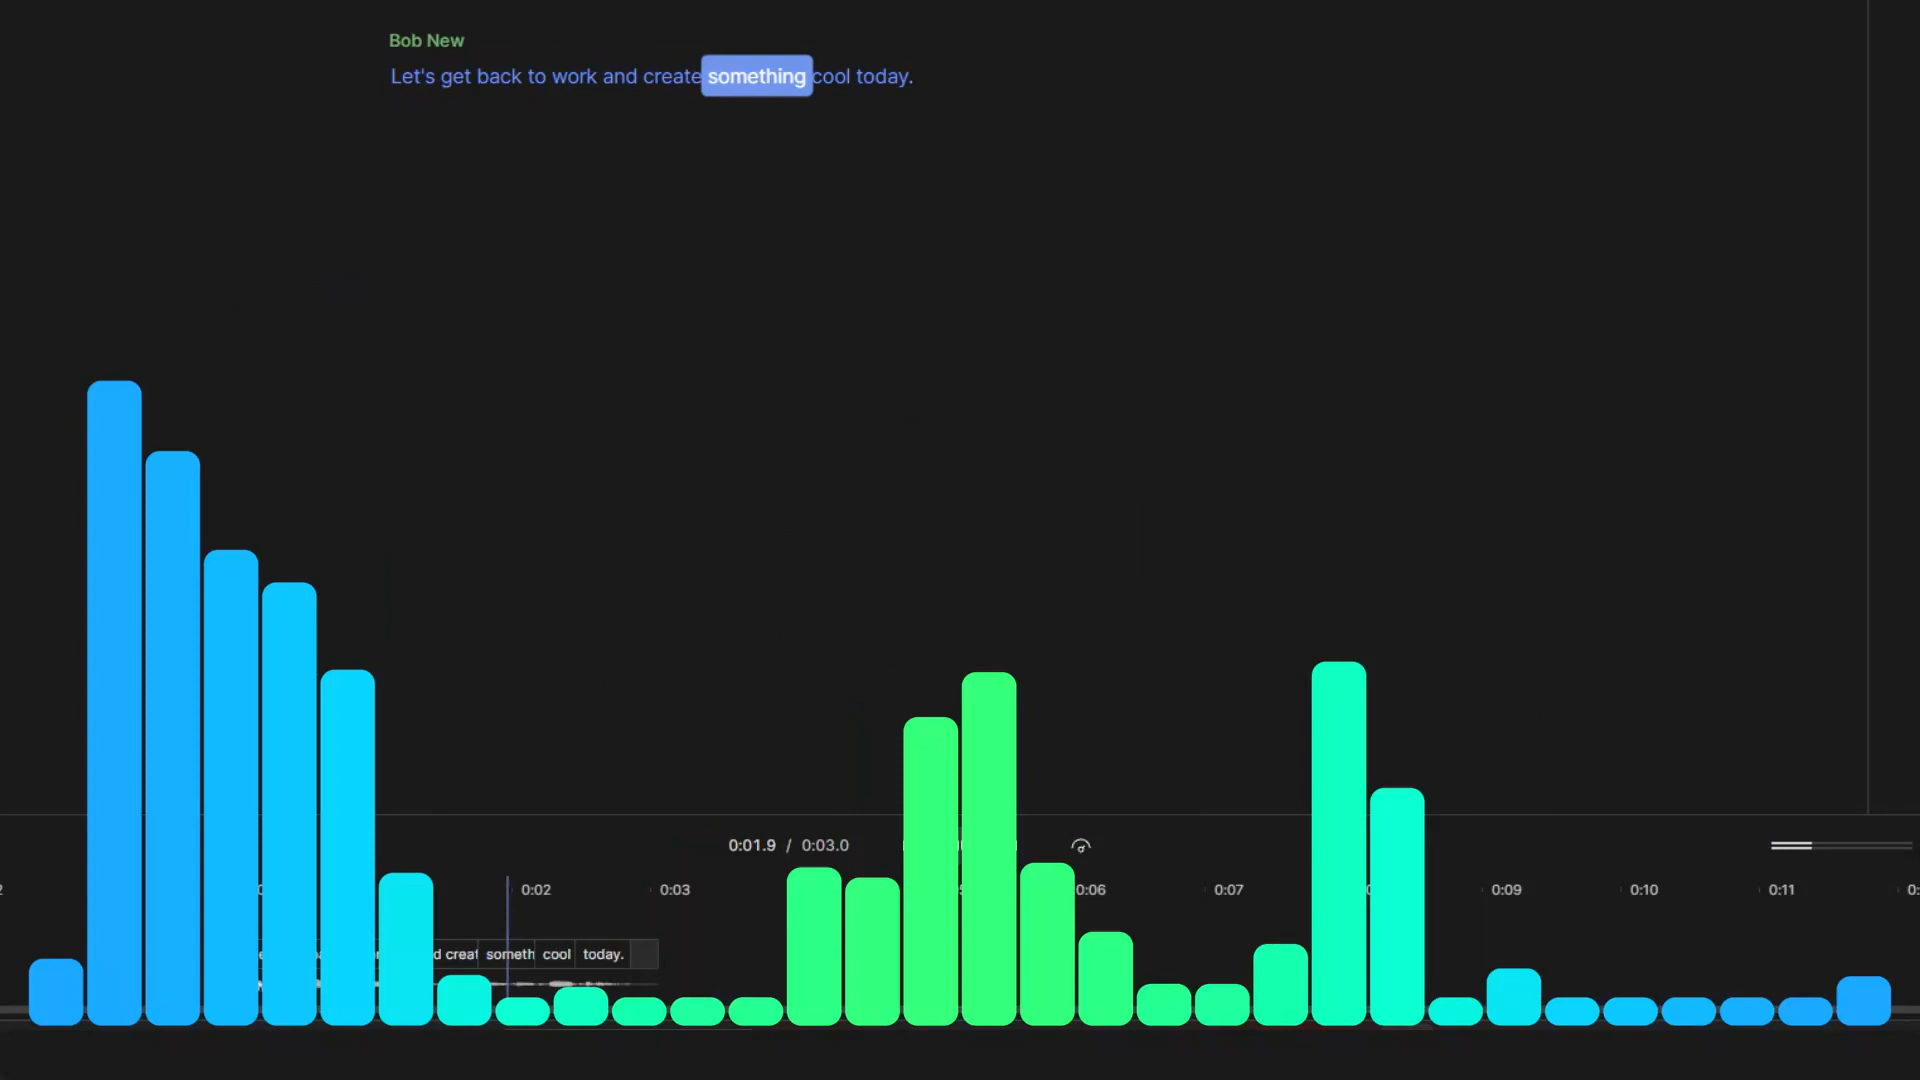 Bob New
Let's get back to work and create something cool today.
0:01.9 / 0:03.0
0:02 0:03 0:06 0:07 0:09 0:10 0:11
d creat someth cool today.